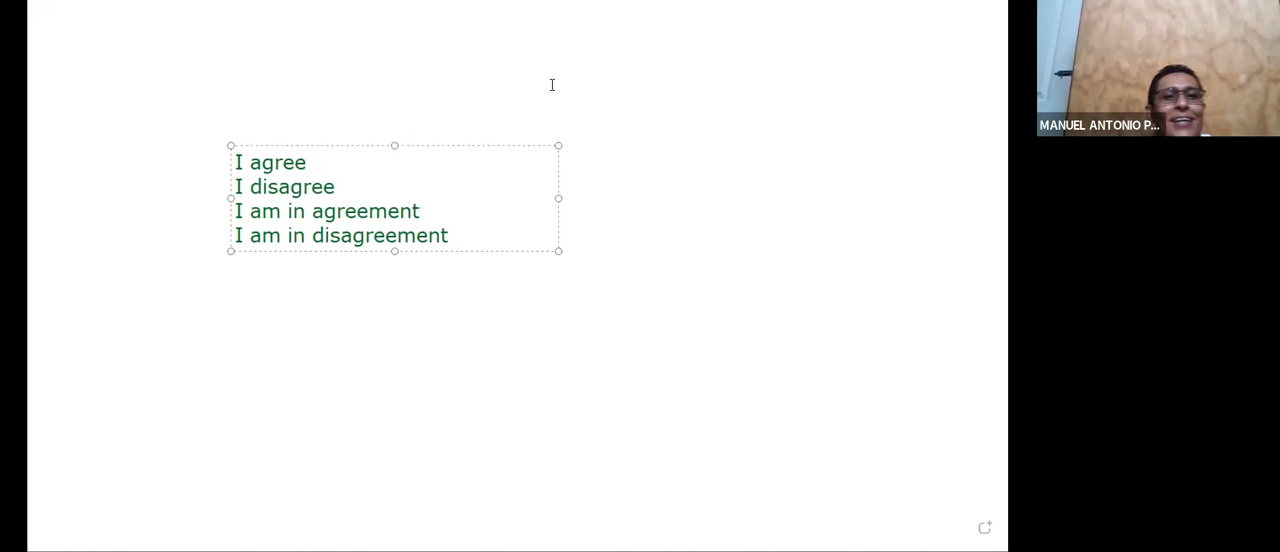 I agree
I disagree
I am in agreement
I am in disagreement
MANUEL ANTONIO P...